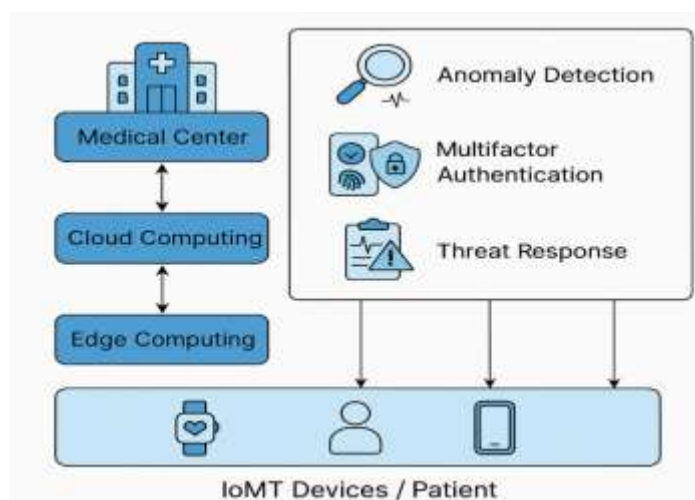 Medical Center
Cloud Computing
Edge Computing
Anomaly Detection
Multifactor
Authentication
Threat Response
IoMT Devices / Patient